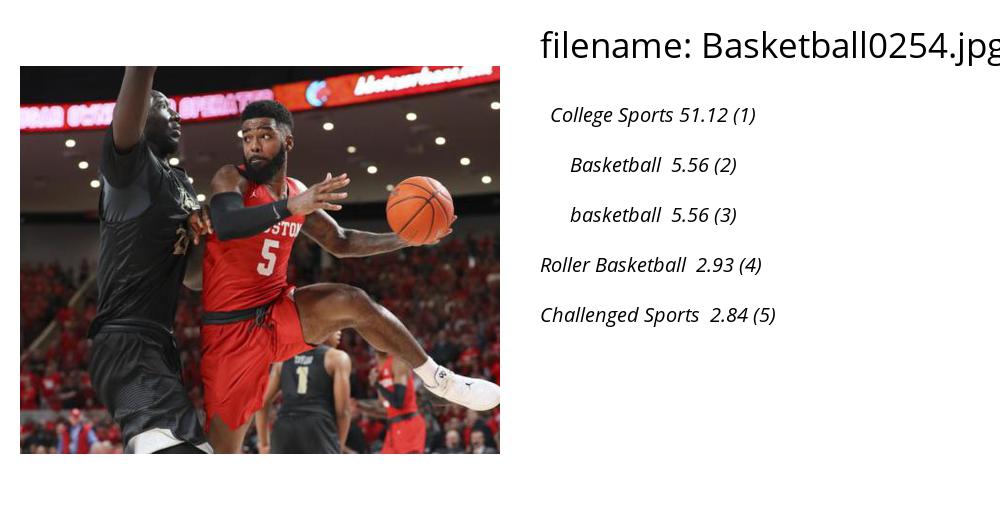 filename: Basketball0254.jpg
College Sports 51.12 (1)
Basketball 5.56 (2)
basketball 5.56 (3)
Roller Basketball 2.93 (4)
Challenged Sports 2.84 (5)
5
1